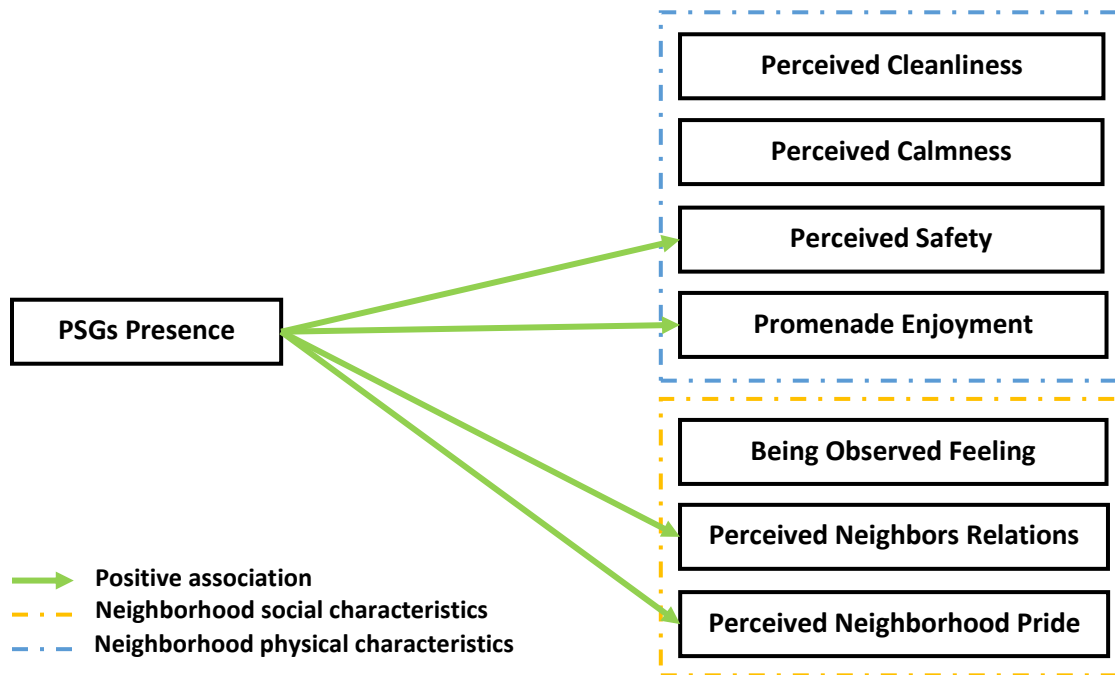 Perceived Cleanliness
Perceived Calmness
Perceived Safety
PSGs Presence
Promenade Enjoyment
Being Observed Feeling
Perceived Neighbors Relations
Perceived Neighborhood Pride
Positive association
Neighborhood social characteristics
Neighborhood physical characteristics